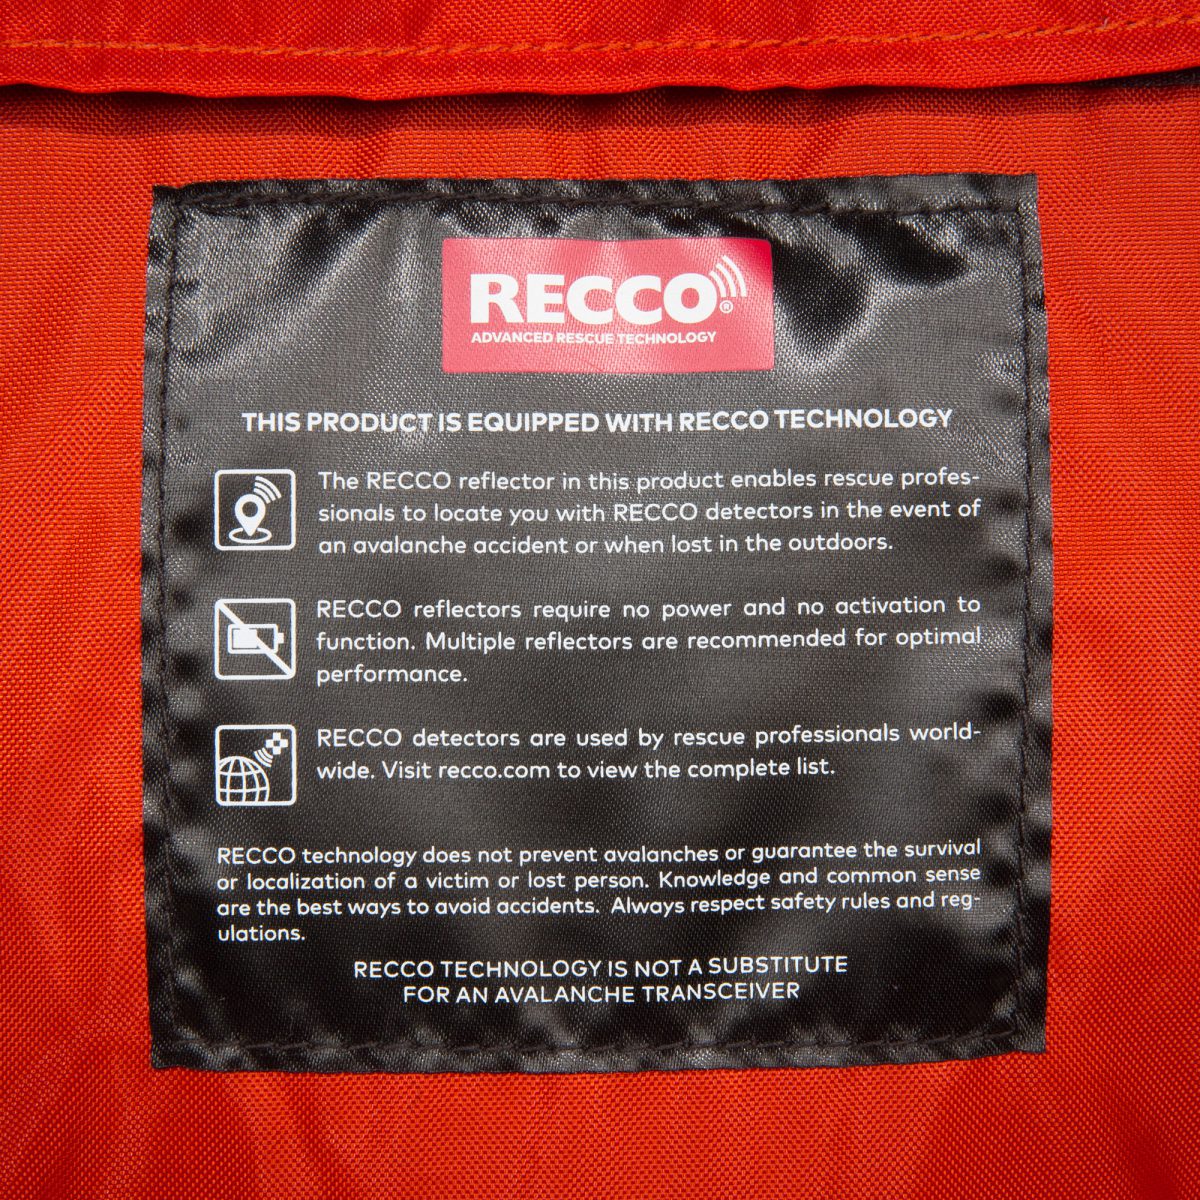 RECCO®
ADVANCED RESCUE TECHNOLOGY
THIS PRODUCT IS EQUIPPED WITH RECCO TECHNOLOGY
The RECCO reflector in this product enables rescue profes-
sionals to locate you with RECCO detectors in the event of
an avalanche accident or when lost in the outdoors.
RECCO reflectors require no power and no activation to
function. Multiple reflectors are recommended for optimal
performance.
RECCO detectors are used by rescue professionals world-
wide. Visit recco.com to view the complete list.
RECCO technology does not prevent avalanches or guarantee the survival
or localization of a victim or lost person. Knowledge and common sense
are the best ways to avoid accidents. Always respect safety rules and reg-
ulations.
RECCO TECHNOLOGY IS NOT A SUBSTITUTE
FOR AN AVALANCHE TRANSCEIVER